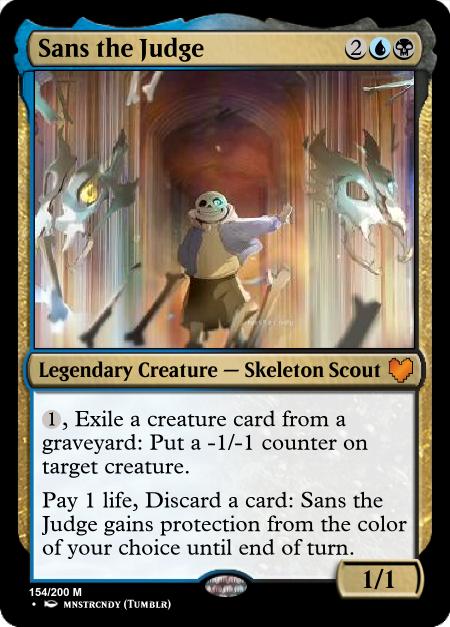 Sans the Judge 2
Legendary Creature — Skeleton Scout
1, Exile a creature card from a
graveyard: Put a -1/-1 counter on
target creature.
Pay 1 life, Discard a card: Sans the
Judge gains protection from the color
of your choice until end of turn.
1/1
154/200 M
• MNSTRCNDY (TUMBLR)